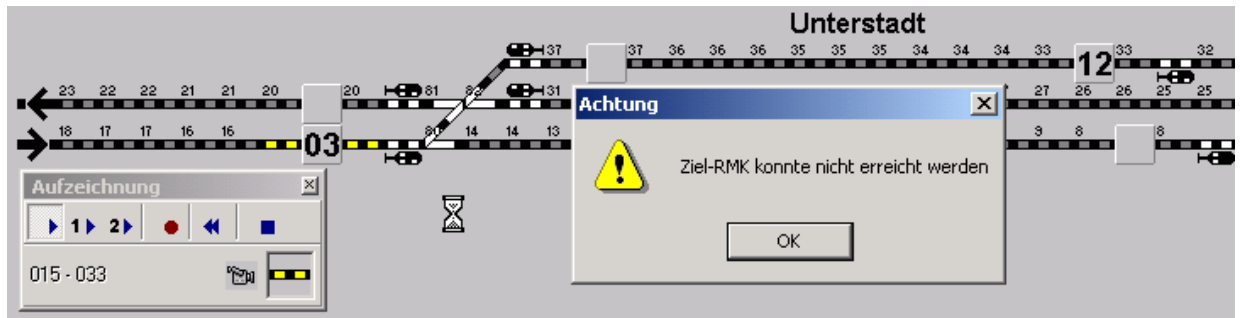 Unterstadt
37 37 36 36 36 35 35 35 34 34 34 33 12 33 32
23 22 22 21 21 20 20 81 82 31 27 26 26 25 25
18 17 17 16 16 03 80 14 14 13 9 8 8
Achtung
Ziel-RMK konnte nicht erreicht werden
OK
Aufzeichnung
1 2
015 - 033